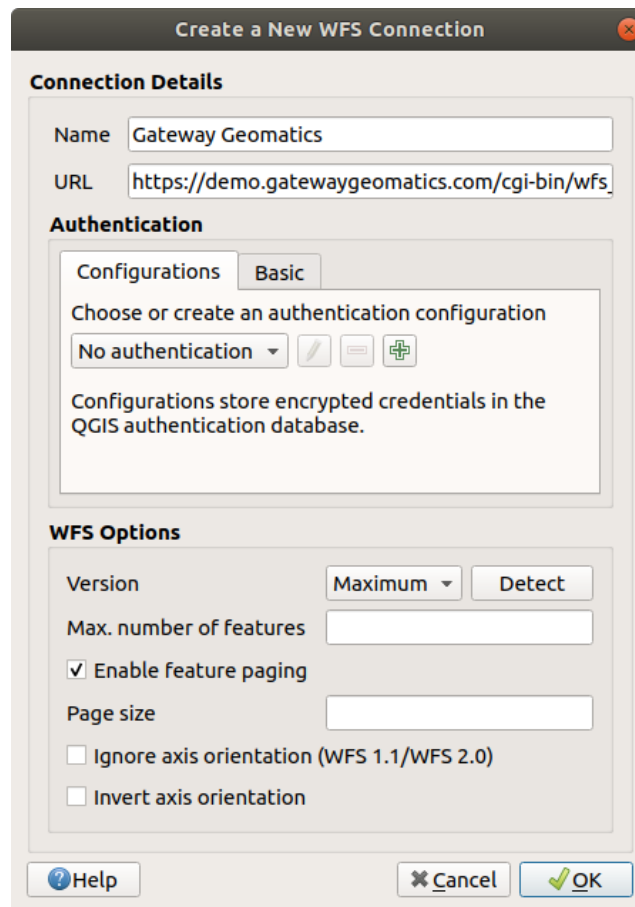 Create a New WFS Connection
Connection Details
Name Gateway Geomatics
URL https://demo.gatewaygeomatics.com/cgi-bin/wfs_
Authentication
Configurations Basic
Choose or create an authentication configuration
No authentication
Configurations store encrypted credentials in the
QGIS authentication database.
WFS Options
Version Maximum Detect
Max. number of features
Enable feature paging
Page size
Ignore axis orientation (WFS 1.1/WFS 2.0)
Invert axis orientation
Help Cancel OK